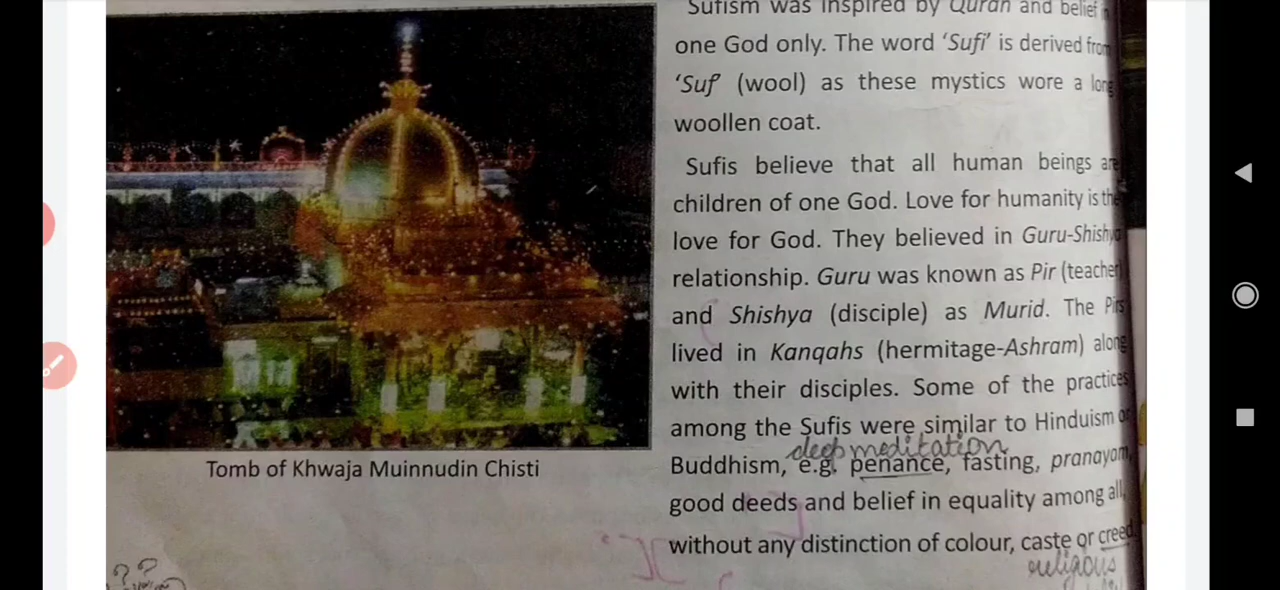 Sufism was inspired by Quran and belief in
one God only. The word 'Sufi' is derived from
'Suf' (wool) as these mystics wore a long
woollen coat.
Sufis believe that all human beings are
children of one God. Love for humanity is the
love for God. They believed in Guru-Shishya
relationship. Guru was known as Pir (teacher)
and Shishya (disciple) as Murid. The Pirs
lived in Kanqahs (hermitage-Ashram) along
with their disciples. Some of the practices
among the Sufis were similar to Hinduism or
deep meditation
Buddhism, e.g. penance, fasting, pranayam,
good deeds and belief in equality among all,
without any distinction of colour, caste or creed.
religous
Tomb of Khwaja Muinnudin Chisti
??